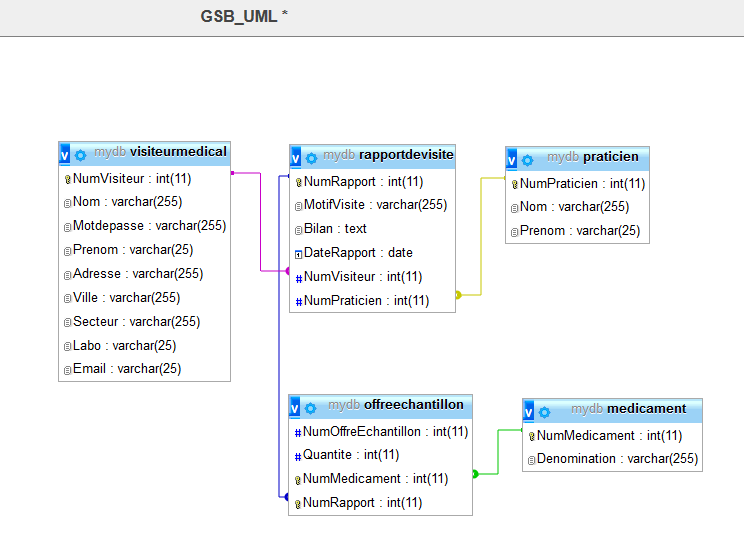 GSB_UML *
v mydb visiteurmedical
NumVisiteur : int(11)
Nom : varchar(255)
Motdepasse : varchar(255)
Prenom : varchar(25)
Adresse : varchar(255)
Ville : varchar(255)
Secteur : varchar(255)
Labo : varchar(25)
Email : varchar(25)
v mydb rapportdevisite
NumRapport : int(11)
MotifVisite : varchar(255)
Bilan : text
DateRapport : date
# NumVisiteur : int(11)
# NumPraticien : int(11)
v mydb praticien
NumPraticien : int(11)
Nom : varchar(255)
Prenom : varchar(25)
v mydb offreechantillon
# NumOffreEchantillon : int(11)
# Quantite : int(11)
NumMedicament : int(11)
NumRapport : int(11)
v mydb medicament
NumMedicament : int(11)
Denomination : varchar(255)